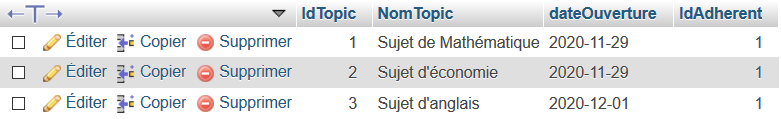 IdTopic NomTopic dateOuverture IdAdherent
Éditer Copier Supprimer 1 Sujet de Mathématique 2020-11-29 1
Éditer Copier Supprimer 2 Sujet d'économie 2020-11-29 1
Éditer Copier Supprimer 3 Sujet d'anglais 2020-12-01 1